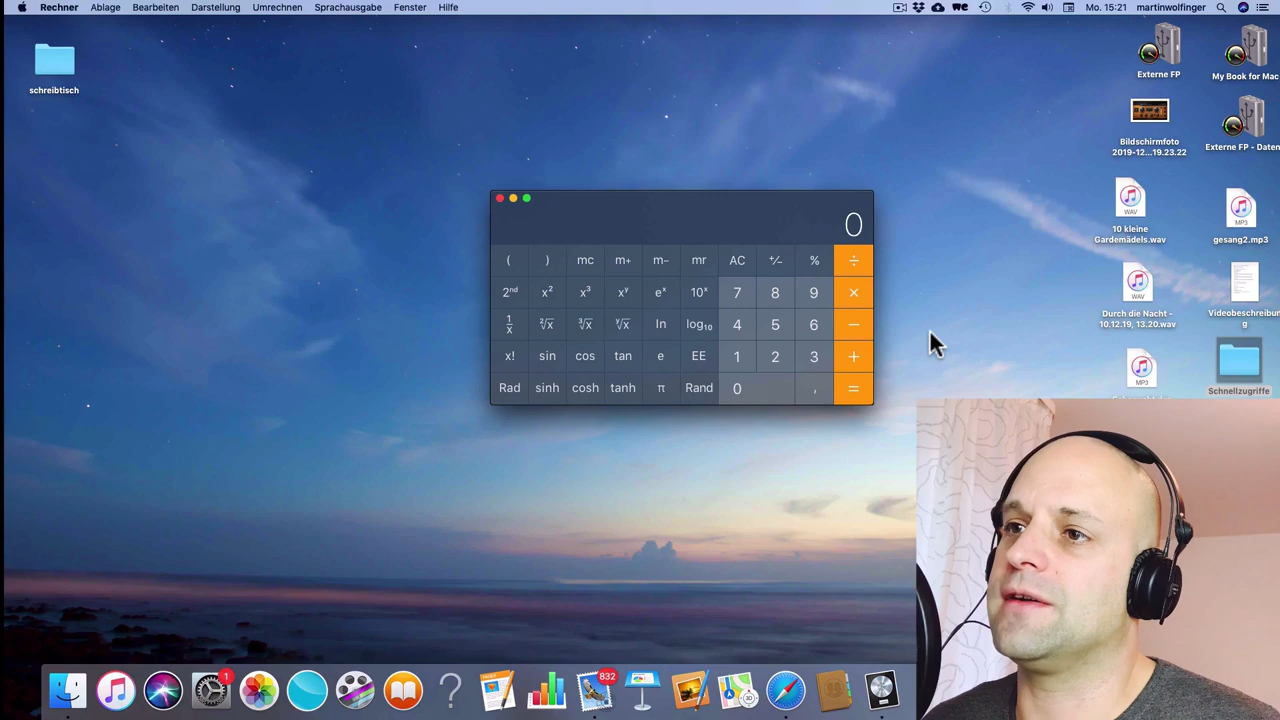 Rechner Ablage Bearbeiten Darstellung Umrechnen Sprachausgabe Fenster Hilfe Mo. 15:21 martinwolfinger
schreibtisch
Externe FP
My Book for Mac
Bildschirmfoto
2019-12...19.23.22
Externe FP - Daten
10 kleine
Gardemädels.wav
WAV
gesang2.mp3
MP3
Durch die Nacht -
10.12.19, 13.20.wav
WAV
Videobeschreibun
g
MP3
Schnellzugriffe
0
( ) mc m+ m- mr AC +/- % ÷
2ⁿᵈ x² x³ xʸ eˣ 10ˣ 7 8 9 ×
1/x ²√x ³√x ʸ√x ln log₁₀ 4 5 6 −
x! sin cos tan e EE 1 2 3 +
Rad sinh cosh tanh π Rand 0 , =
1
832
PAGES
3D